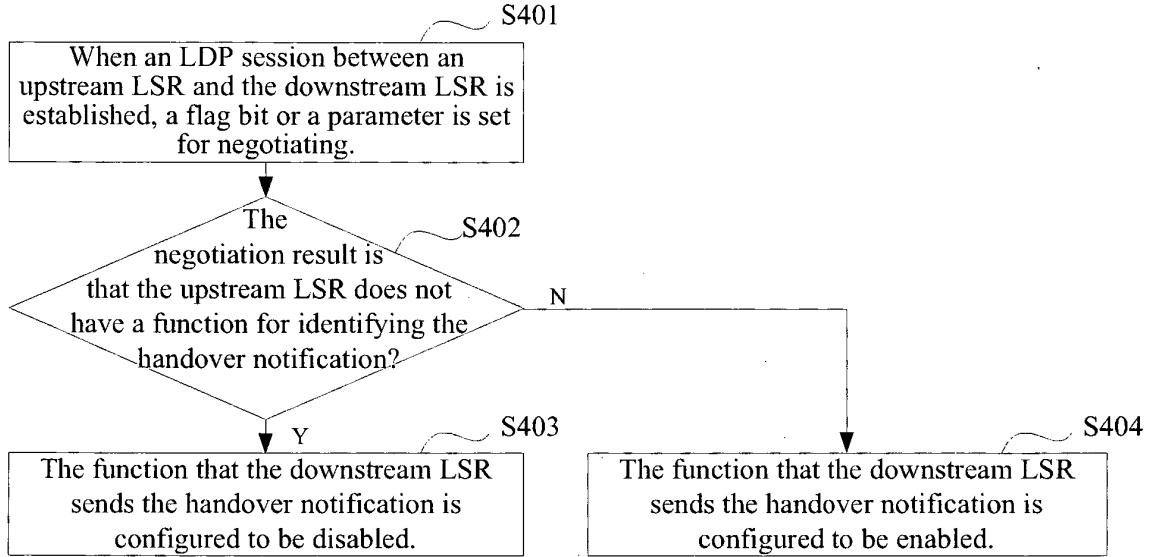 S401
When an LDP session between an
upstream LSR and the downstream LSR is
established, a flag bit or a parameter is set
for negotiating.
The
S402
negotiation result is
that the upstream LSR does not
have a function for identifying the
handover notification?
N
Y
S403
The function that the downstream LSR
sends the handover notification is
configured to be disabled.
S404
The function that the downstream LSR
sends the handover notification is
configured to be enabled.